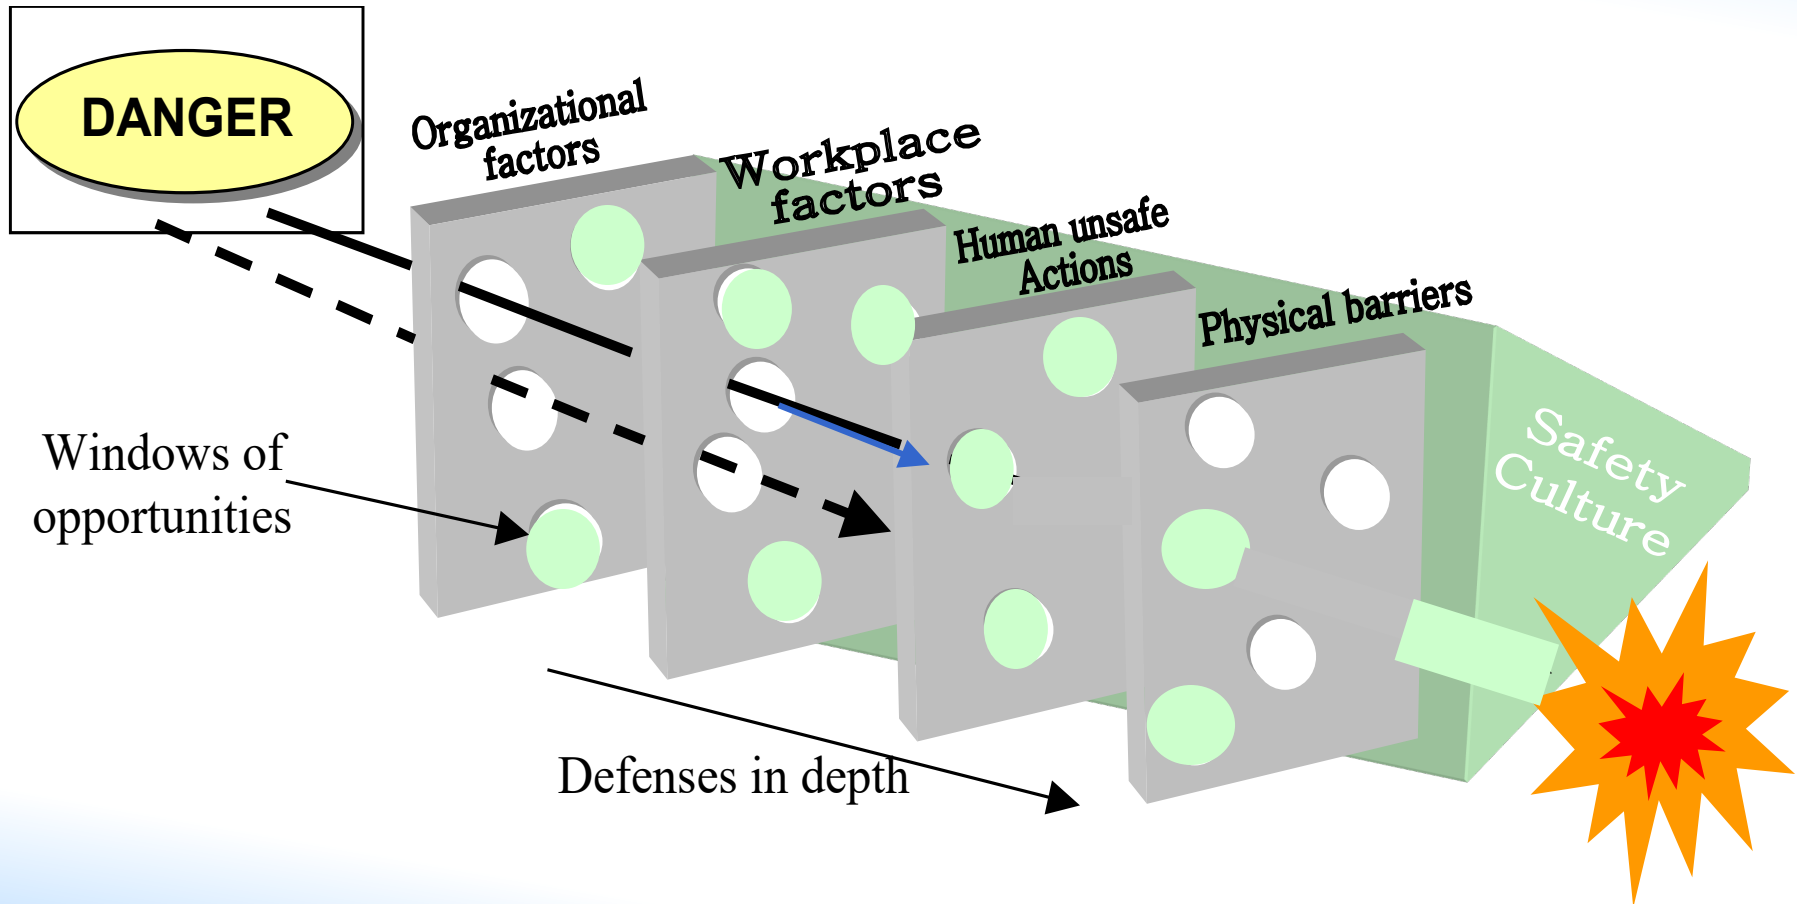 DANGER
Organizational
factors
Workplace
factors
Human unsafe
Actions
Physical barriers
Windows of
opportunities
Safety
Culture
Defenses in depth